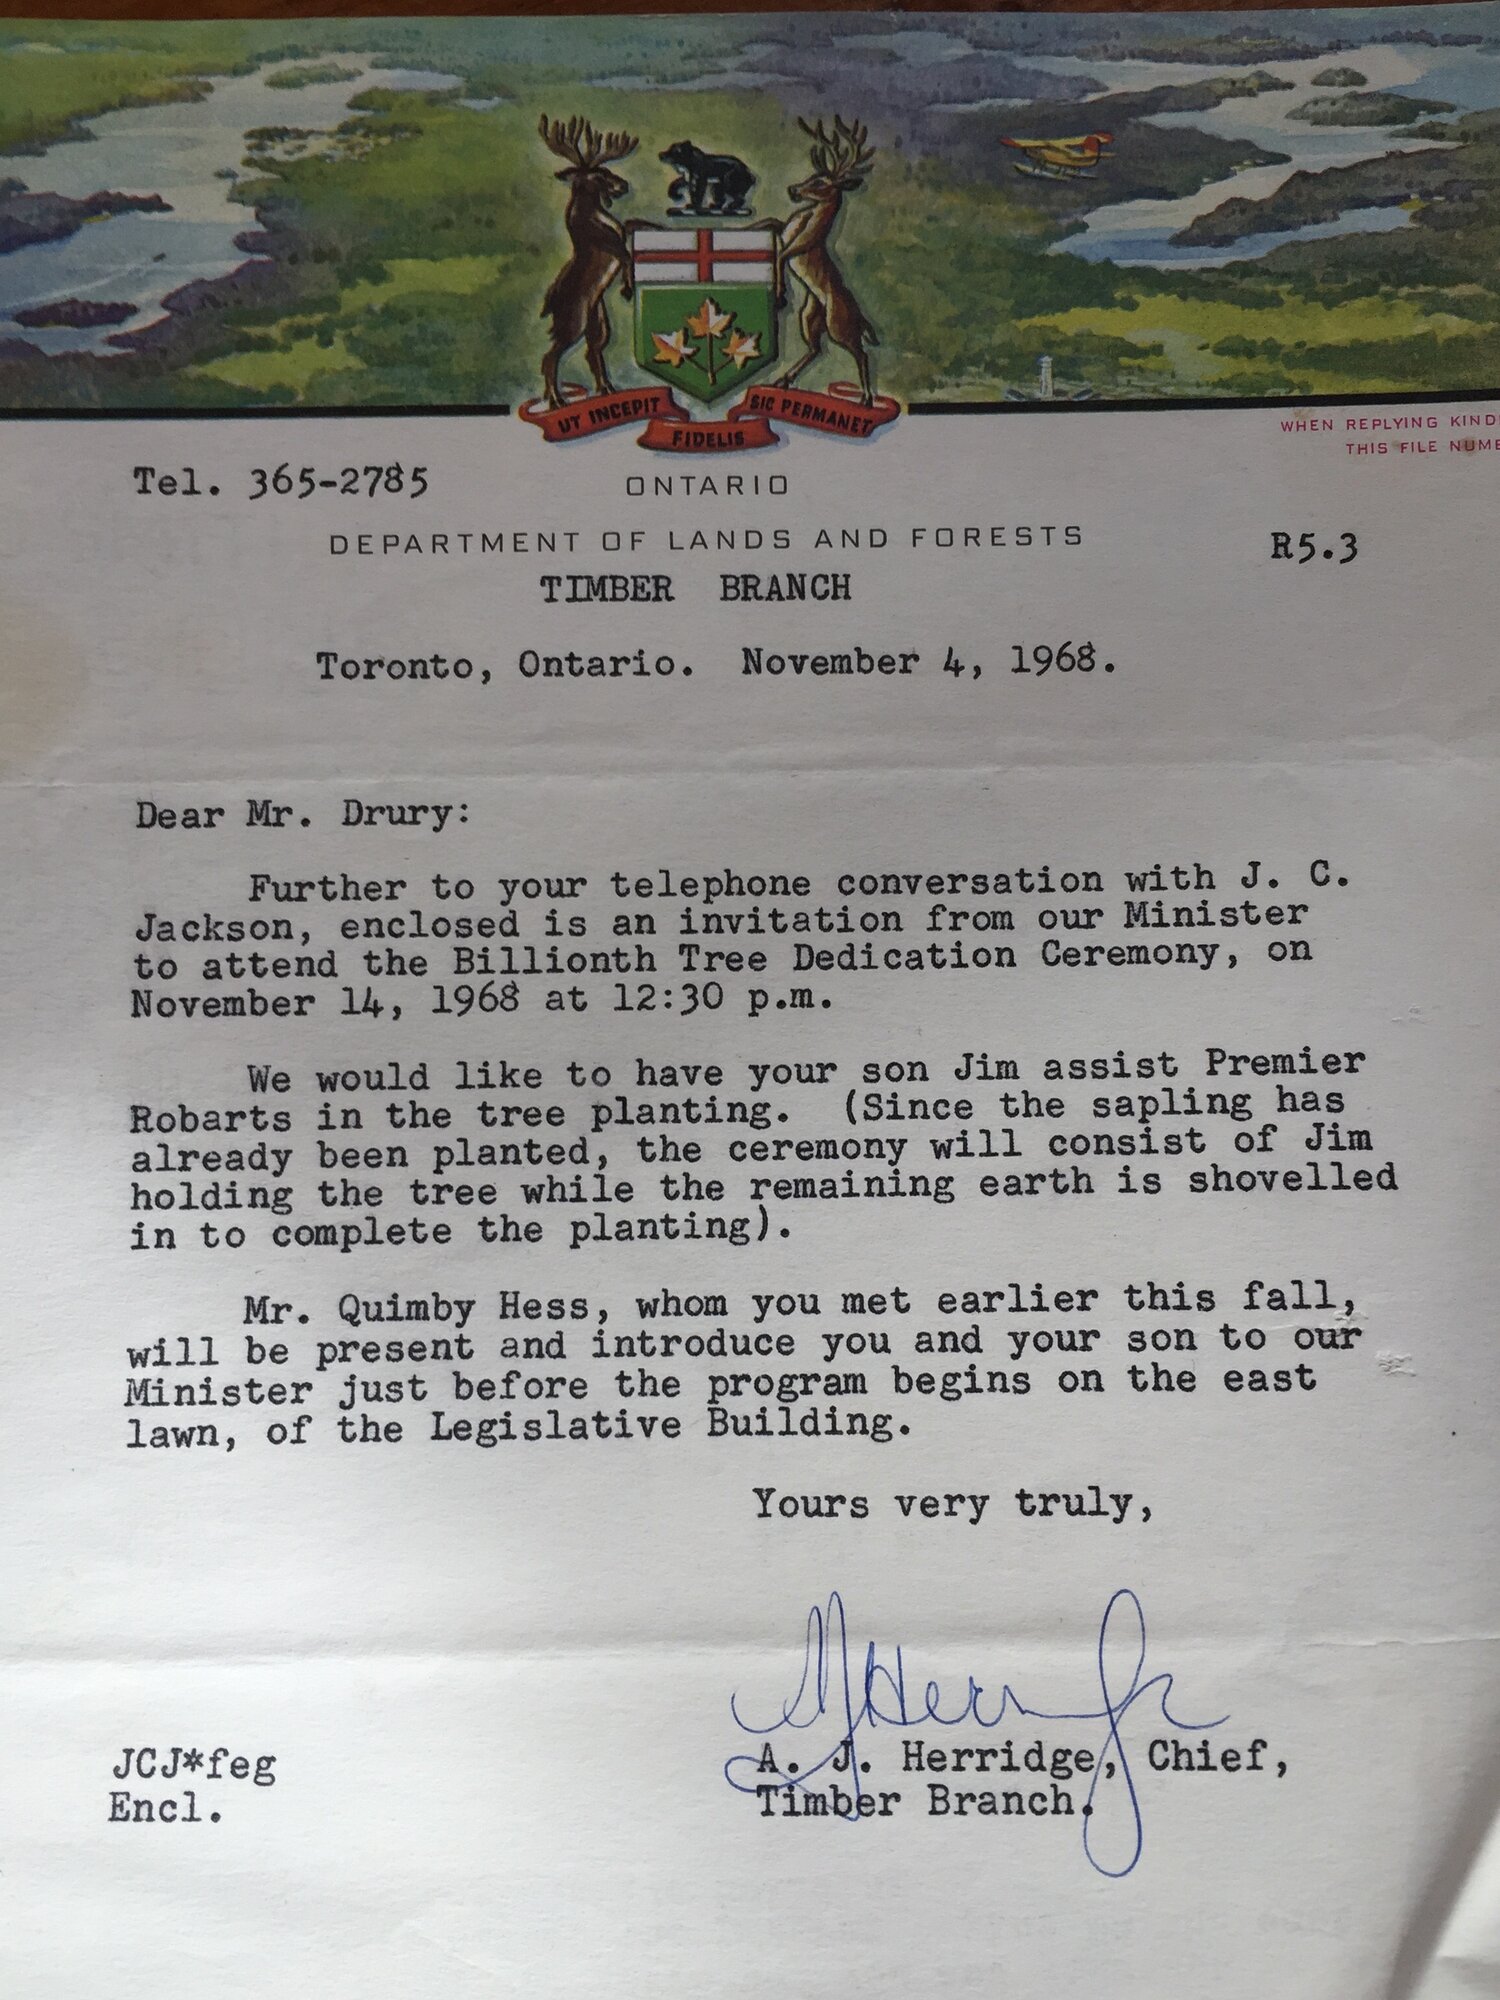 UT INCEPIT
FIDELIS
SIC PERMANET
WHEN REPLYING
THIS FILE
Tel. 365-2785
ONTARIO
DEPARTMENT OF LANDS AND FORESTS
R5.3
TIMBER BRANCH
Toronto, Ontario. November 4, 1968.
Dear Mr. Drury:
Further to your telephone conversation with J. C.
Jackson, enclosed is an invitation from our Minister
to attend the Billionth Tree Dedication Ceremony, on
November 14, 1968 at 12:30 p.m.
We would like to have your son Jim assist Premier
Robarts in the tree planting. (Since the sapling has
already been planted, the ceremony will consist of Jim
holding the tree while the remaining earth is shovelled
in to complete the planting).
Mr. Quimby Hess, whom you met earlier this fall,
will be present and introduce you and your son to our
Minister just before the program begins on the east
lawn, of the Legislative Building.
Yours very truly,
A. J. Herridge, Chief,
Timber Branch.
JCJ*feg
Encl.